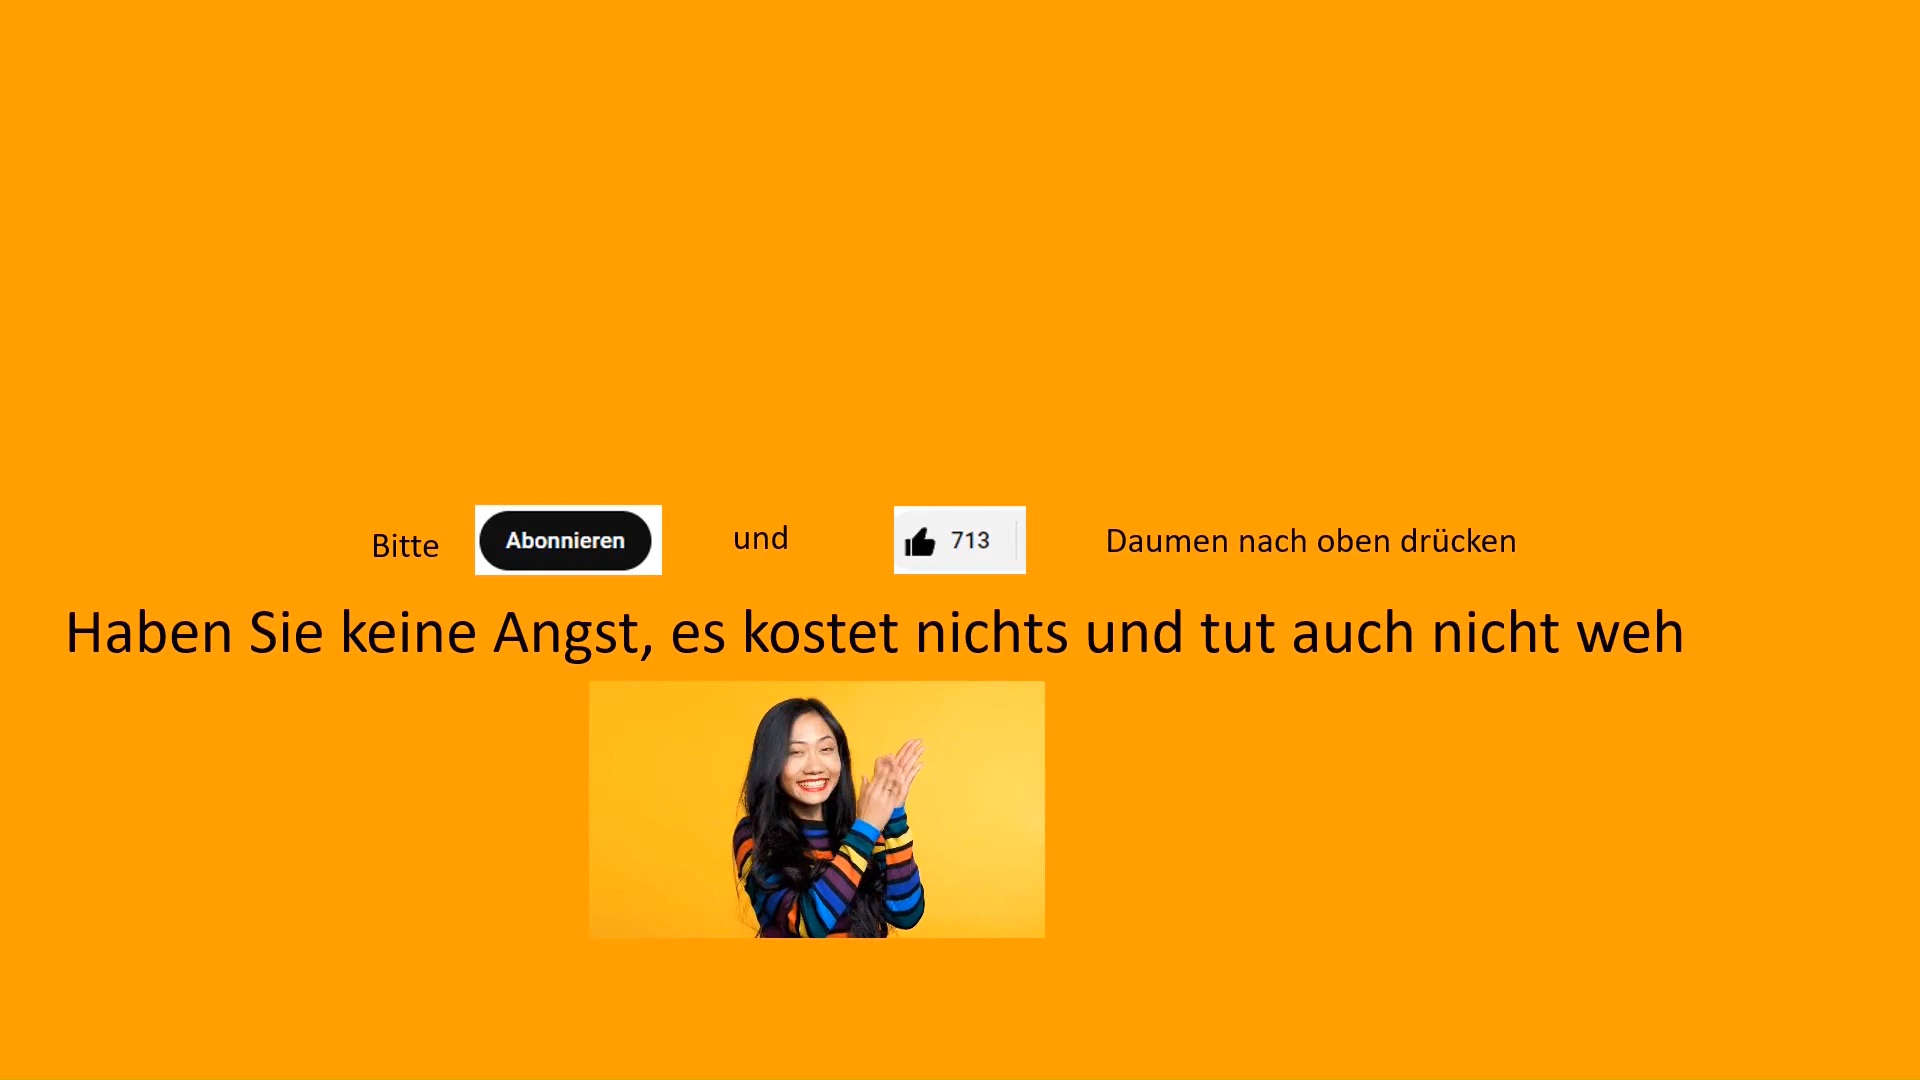 Bitte Abonnieren und 713 Daumen nach oben drücken
Haben Sie keine Angst, es kostet nichts und tut auch nicht weh